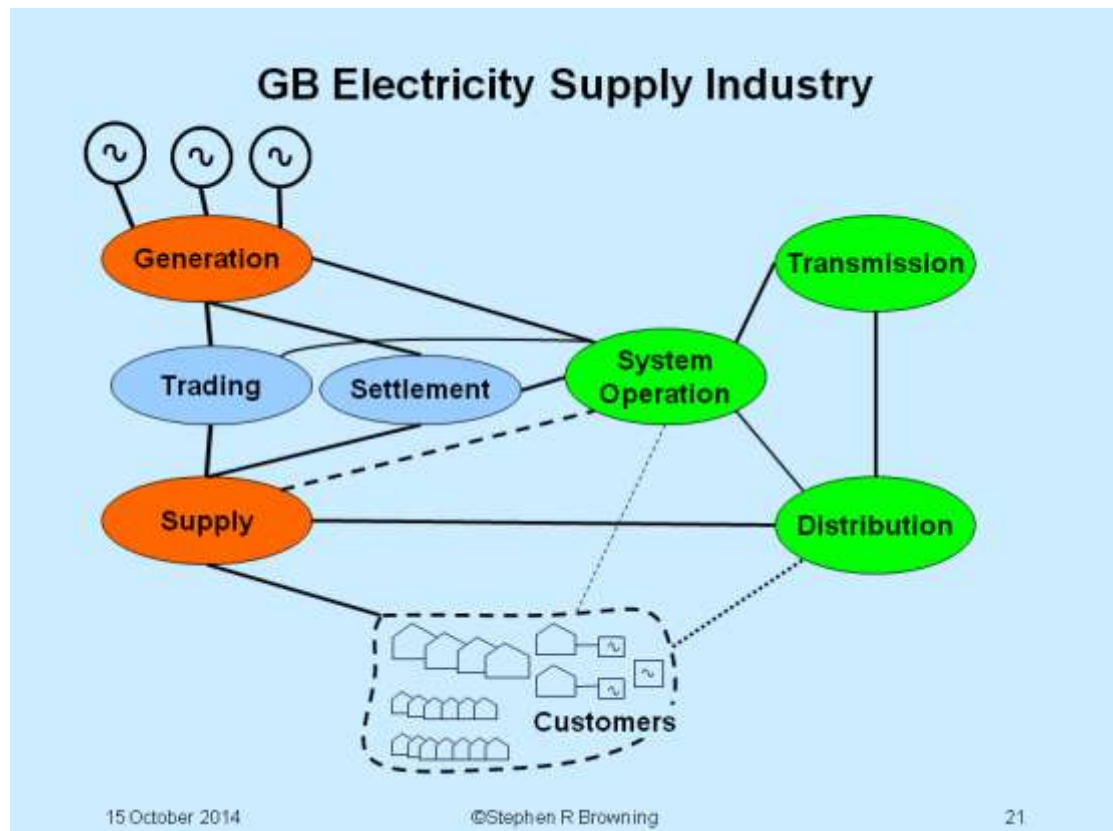 GB Electricity Supply Industry
Generation
Transmission
Trading
Settlement
System
Operation
Supply
Distribution
Customers
15 October 2014
©Stephen R Browning
21